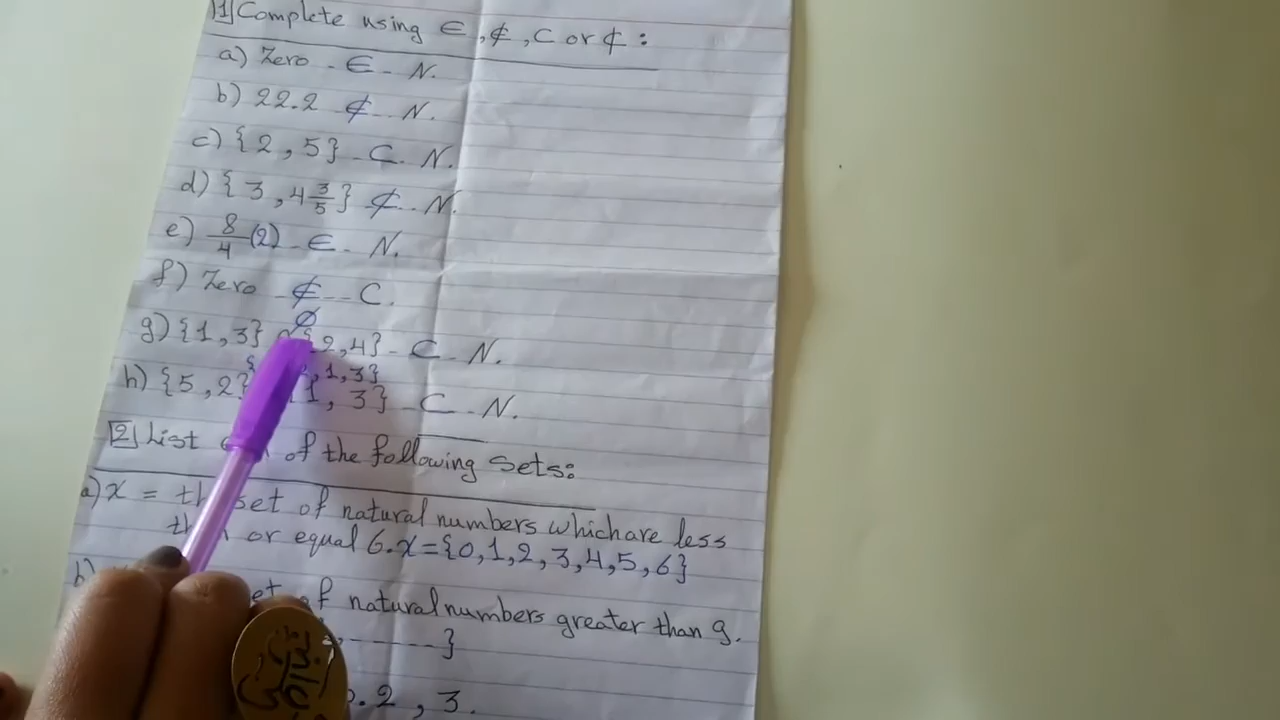 1 Complete using ∈, ∉, ⊂ or ⊄ :
a) Zero - ∈ - N.
b) 22.2 ∉ -- N.
c) {2 , 5} - ⊂ - N.
d) {3 , 4 3/5} ⊄ -- N.
e) 8/4 (2) - ∈ - N.
f) Zero - ∉ -- C.
Ø
g) {1 , 3} {2,4} - ⊂ - N.
,1,3}
h) {5 , 2} {1 , 3} - ⊂ - N.
2 List of the following sets:
a) X = set of natural numbers which are less
or equal 6. X={0,1,2,3,4,5,6}
b) of natural numbers greater than 9.
, ------- }
2 , 3.